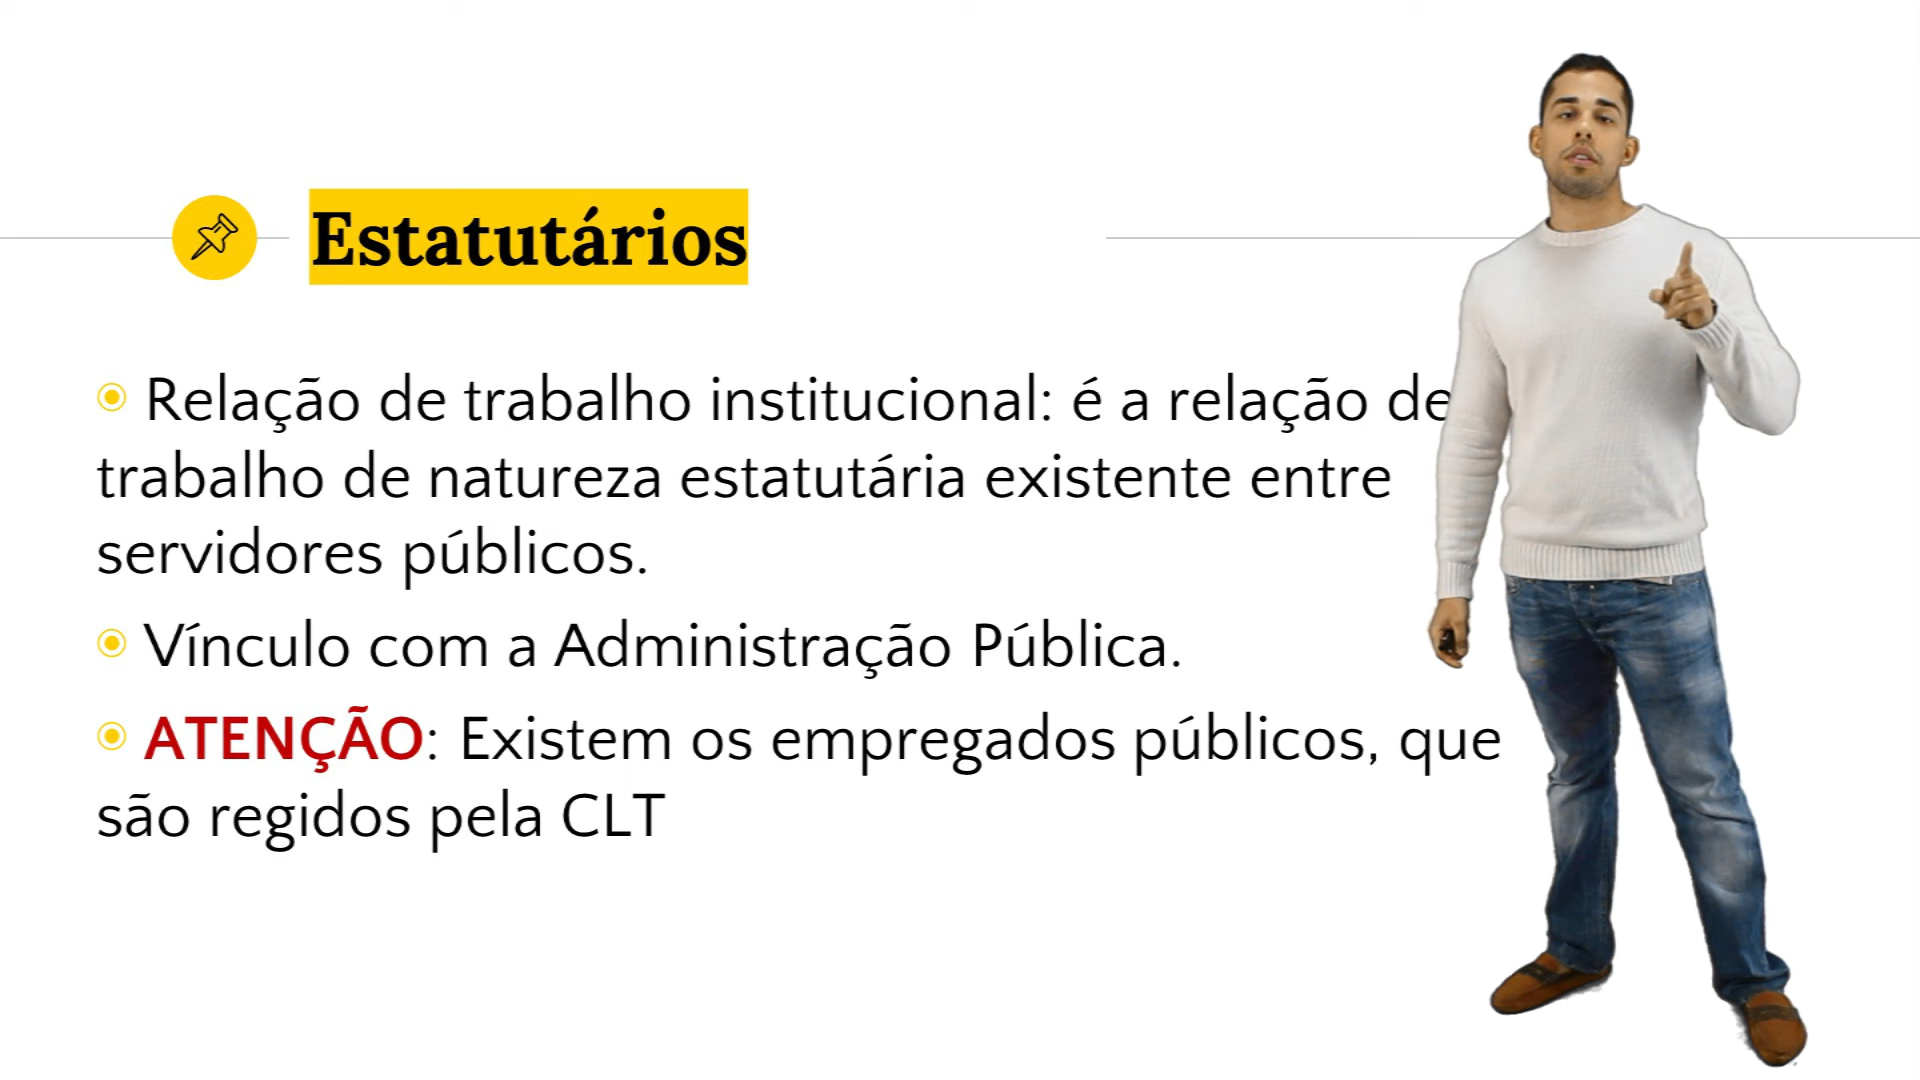 Estatutários
Relação de trabalho institucional: é a relação de
trabalho de natureza estatutária existente entre
servidores públicos.
Vínculo com a Administração Pública.
ATENÇÃO: Existem os empregados públicos, que
são regidos pela CLT